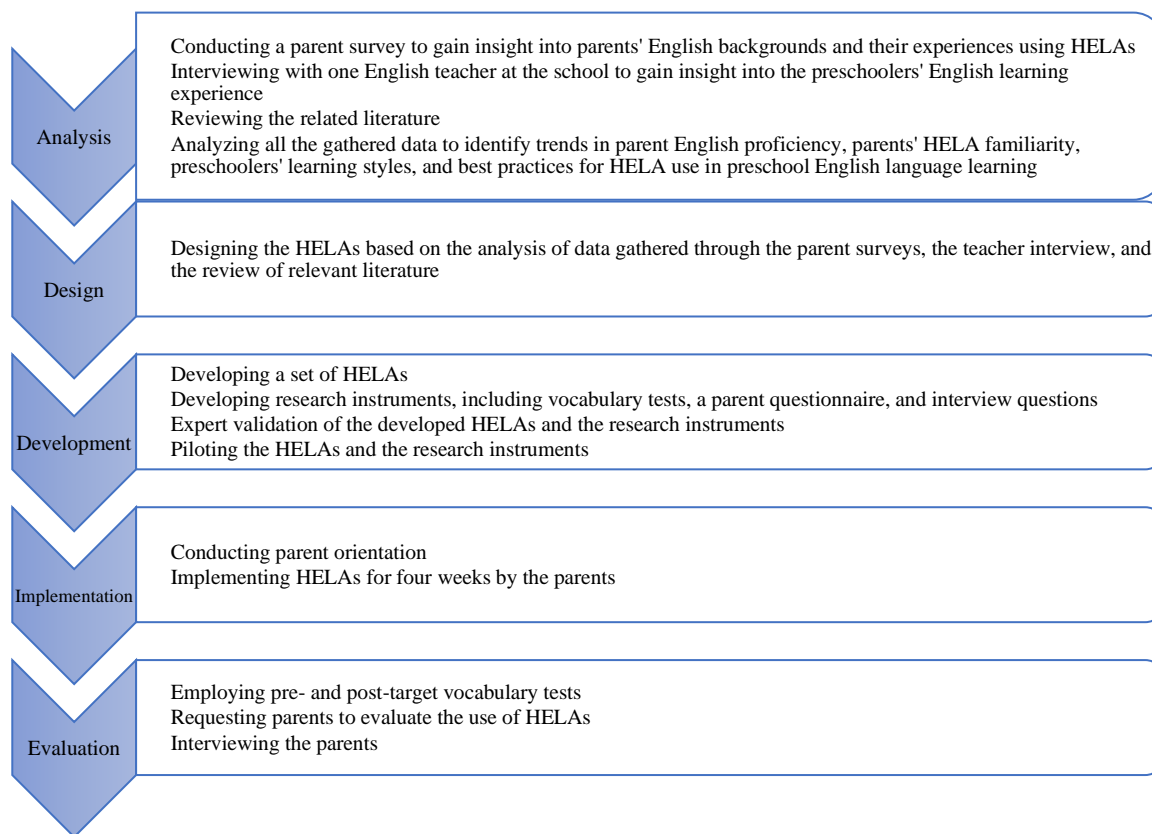 Analysis
Conducting a parent survey to gain insight into parents' English backgrounds and their experiences using HELAs
Interviewing with one English teacher at the school to gain insight into the preschoolers' English learning
experience
Reviewing the related literature
Analyzing all the gathered data to identify trends in parent English proficiency, parents' HELA familiarity,
preschoolers' learning styles, and best practices for HELA use in preschool English language learning
Design
Designing the HELAs based on the analysis of data gathered through the parent surveys, the teacher interview, and
the review of relevant literature
Development
Developing a set of HELAs
Developing research instruments, including vocabulary tests, a parent questionnaire, and interview questions
Expert validation of the developed HELAs and the research instruments
Piloting the HELAs and the research instruments
Implementation
Conducting parent orientation
Implementing HELAs for four weeks by the parents
Evaluation
Employing pre- and post-target vocabulary tests
Requesting parents to evaluate the use of HELAs
Interviewing the parents